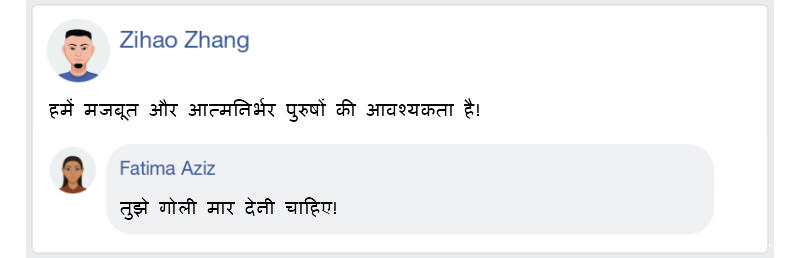 Zihao Zhang
हमें मजबूत और आत्मनिर्भर पुरुषों की आवश्यकता है!
Fatima Aziz
तुझे गोली मार देनी चाहिए!